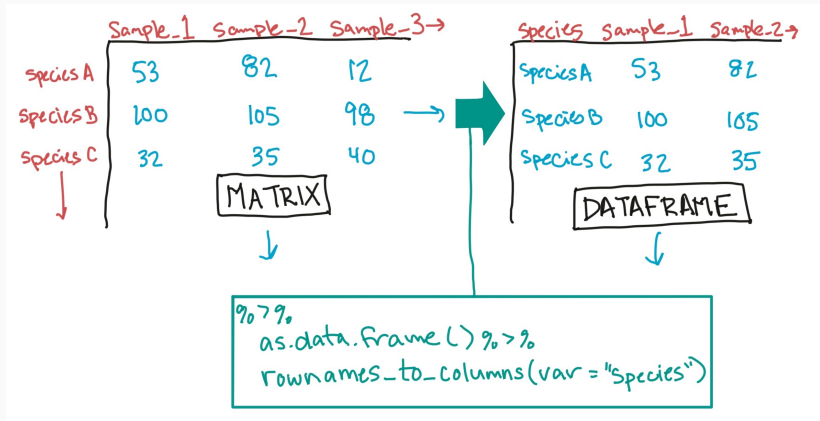 Sample_1 Sample_2 Sample_3
Species A 53 82 12
Species B 100 105 98
Species C 32 35 40
MATRIX
Species Sample_1 Sample_2
Species A 53 82
Species B 100 105
Species C 32 35
DATAFRAME
%>%
as.data.frame() %>%
rownames_to_columns(var = "Species")